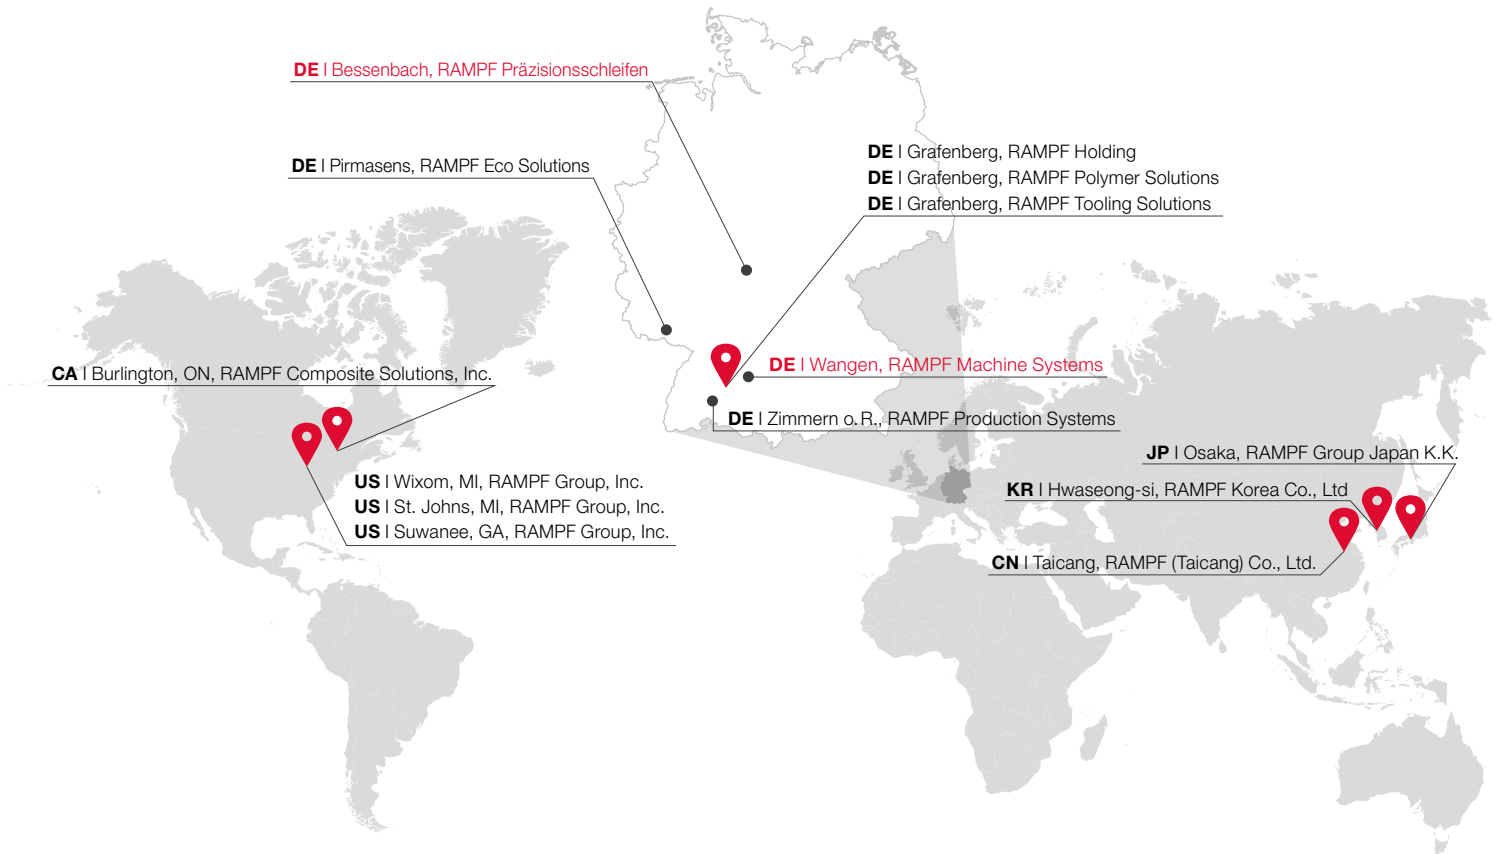 DE | Bessenbach, RAMPF Präzisionsschleifen
DE | Pirmasens, RAMPF Eco Solutions
DE | Grafenberg, RAMPF Holding
DE | Grafenberg, RAMPF Polymer Solutions
DE | Grafenberg, RAMPF Tooling Solutions
DE | Wangen, RAMPF Machine Systems
CA | Burlington, ON, RAMPF Composite Solutions, Inc.
DE | Zimmern o. R., RAMPF Production Systems
JP | Osaka, RAMPF Group Japan K.K.
US | Wixom, MI, RAMPF Group, Inc.
US | St. Johns, MI, RAMPF Group, Inc.
US | Suwanee, GA, RAMPF Group, Inc.
KR | Hwaseong-si, RAMPF Korea Co., Ltd
CN | Taicang, RAMPF (Taicang) Co., Ltd.